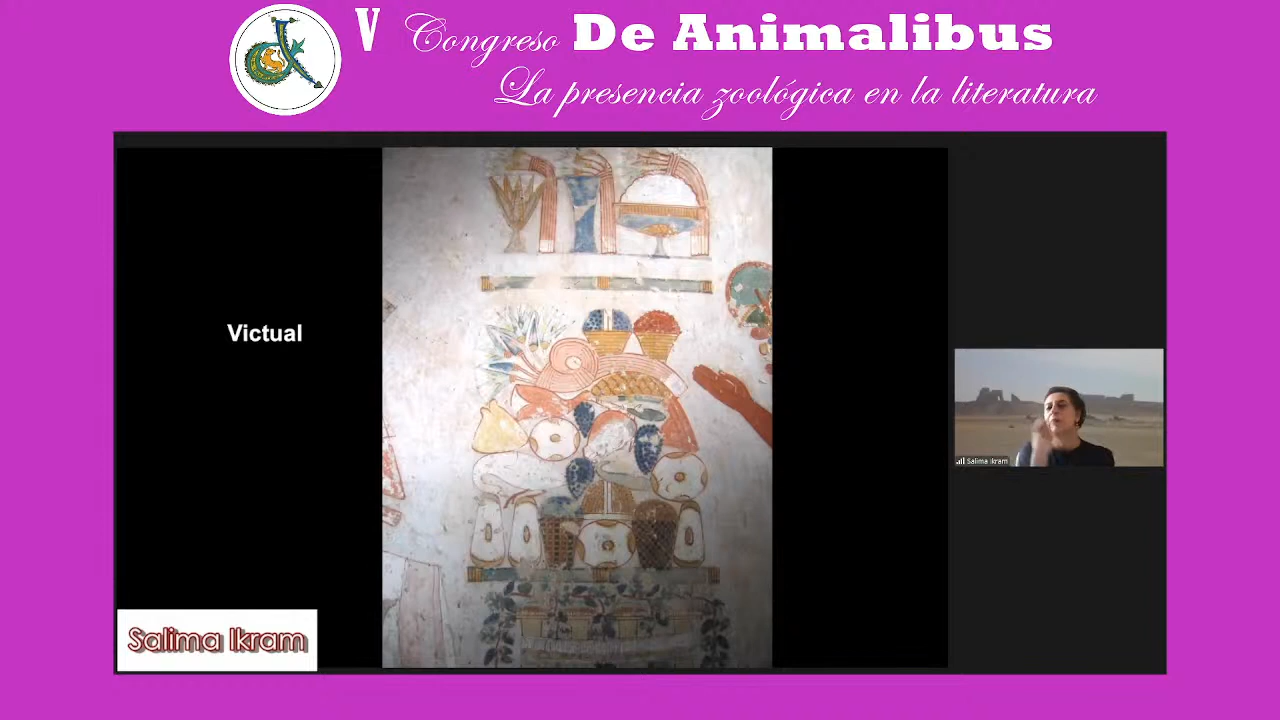 V Congreso De Animalibus
La presencia zoológica en la literatura
Victual
Salima Ikram
Salima Ikram